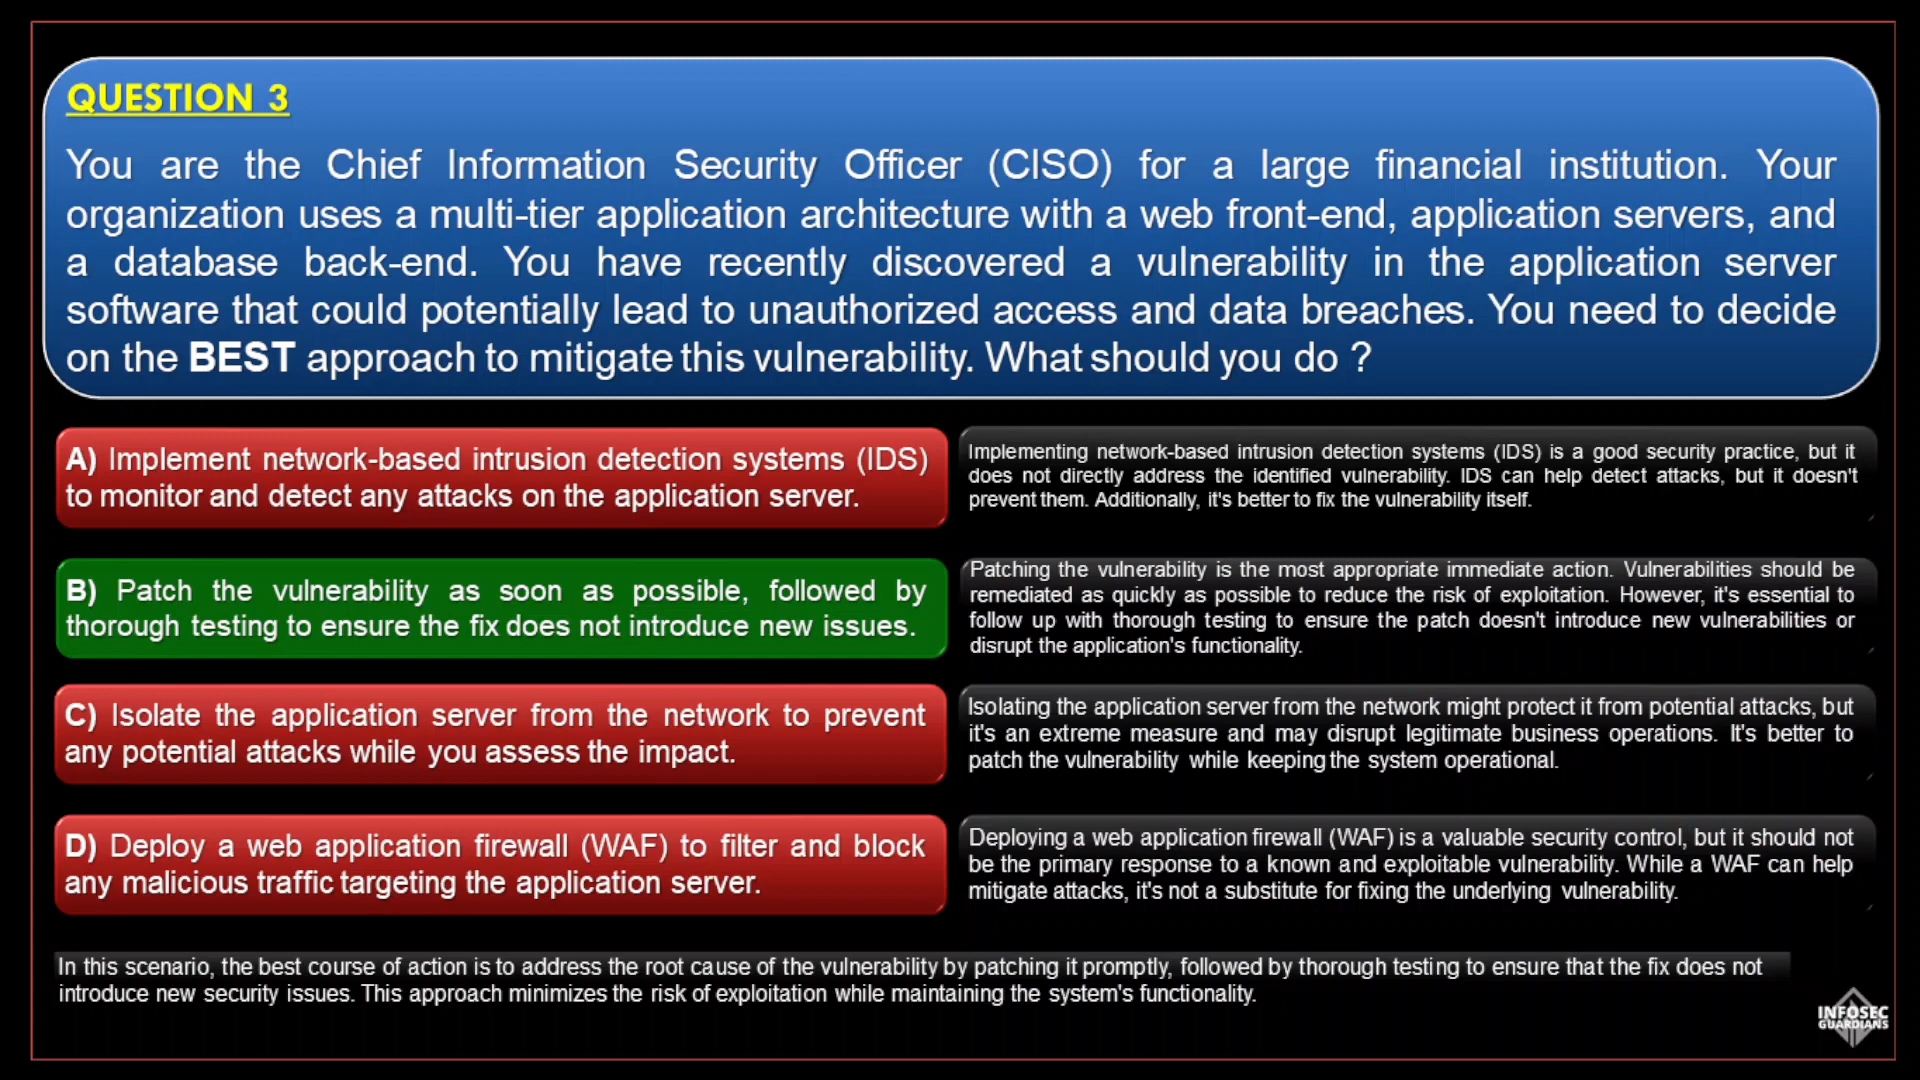 QUESTION 3
You are the Chief Information Security Officer (CISO) for a large financial institution. Your
organization uses a multi-tier application architecture with a web front-end, application servers, and
a database back-end. You have recently discovered a vulnerability in the application server
software that could potentially lead to unauthorized access and data breaches. You need to decide
on the BEST approach to mitigate this vulnerability. What should you do ?
A) Implement network-based intrusion detection systems (IDS)
to monitor and detect any attacks on the application server.
Implementing network-based intrusion detection systems (IDS) is a good security practice, but it
does not directly address the identified vulnerability. IDS can help detect attacks, but it doesn't
prevent them. Additionally, it's better to fix the vulnerability itself.
B) Patch the vulnerability as soon as possible, followed by
thorough testing to ensure the fix does not introduce new issues.
Patching the vulnerability is the most appropriate immediate action. Vulnerabilities should be
remediated as quickly as possible to reduce the risk of exploitation. However, it's essential to
follow up with thorough testing to ensure the patch doesn't introduce new vulnerabilities or
disrupt the application's functionality.
C) Isolate the application server from the network to prevent
any potential attacks while you assess the impact.
Isolating the application server from the network might protect it from potential attacks, but
it's an extreme measure and may disrupt legitimate business operations. It's better to
patch the vulnerability while keeping the system operational.
D) Deploy a web application firewall (WAF) to filter and block
any malicious traffic targeting the application server.
Deploying a web application firewall (WAF) is a valuable security control, but it should not
be the primary response to a known and exploitable vulnerability. While a WAF can help
mitigate attacks, it's not a substitute for fixing the underlying vulnerability.
In this scenario, the best course of action is to address the root cause of the vulnerability by patching it promptly, followed by thorough testing to ensure that the fix does not
introduce new security issues. This approach minimizes the risk of exploitation while maintaining the system's functionality.
INFOSEC
GUARDIANS